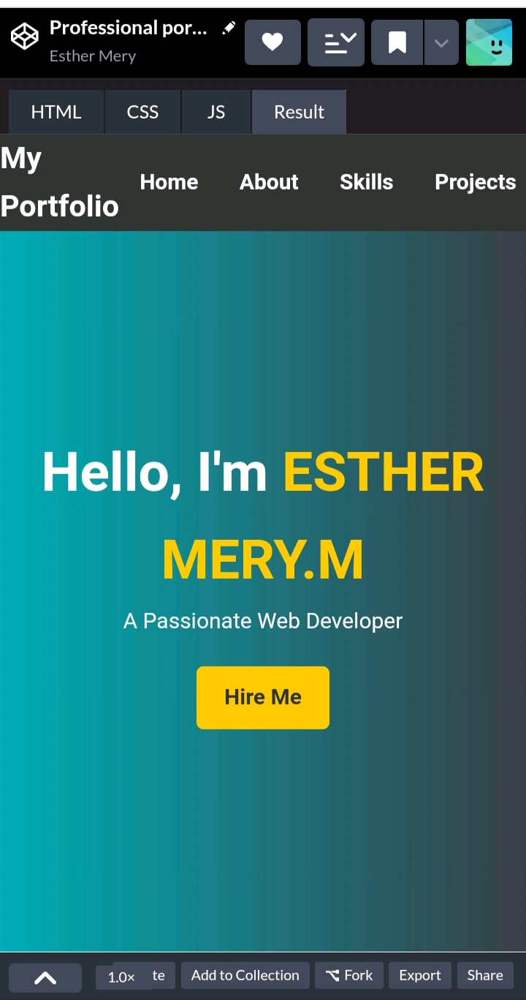 Professional por...
Esther Mery
HTML CSS JS Result
My
Portfolio
Home About Skills Projects
Hello, I'm ESTHER
MERY.M
A Passionate Web Developer
Hire Me
1.0× te Add to Collection Fork Export Share